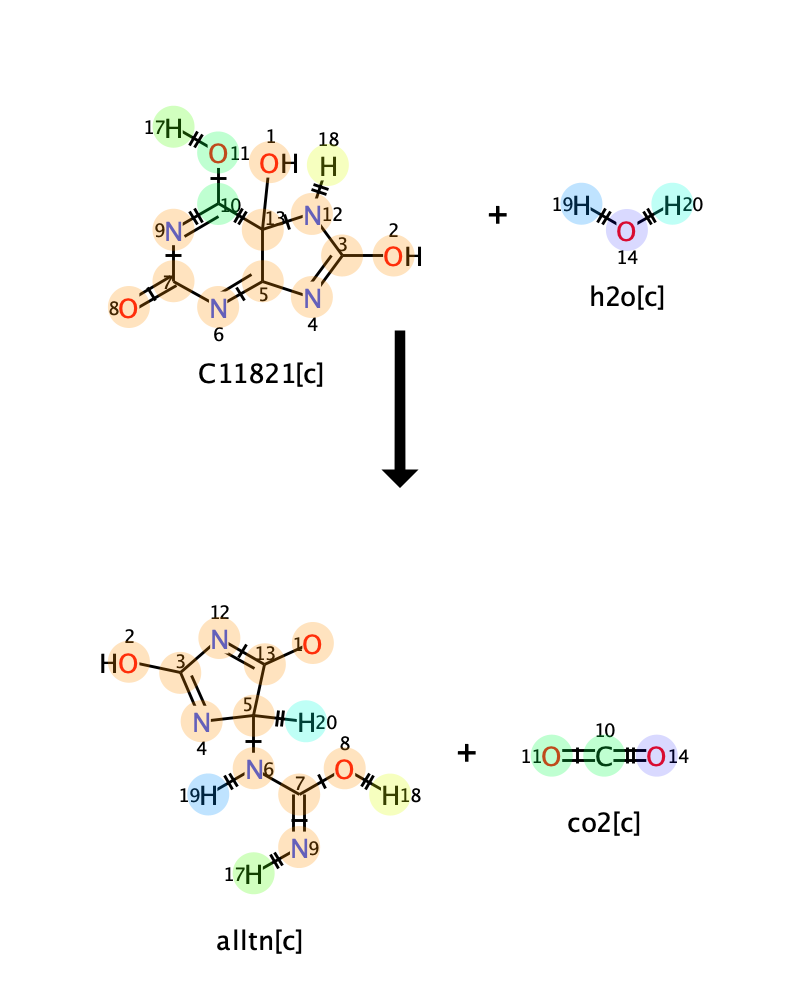 1
18
17H
O11
OH
H
10
+
19H
H20
9N
13
N12
2
O
3
OH
14
h2o[c]
7
5
8O
N
N
6
4
C11821[c]
12
2
N
1O
HO
3
13
5
N
H20
4
8
+
10
N6
7
O
11O
C
O14
19H
H18
co2[c]
N9
17H
alltn[c]